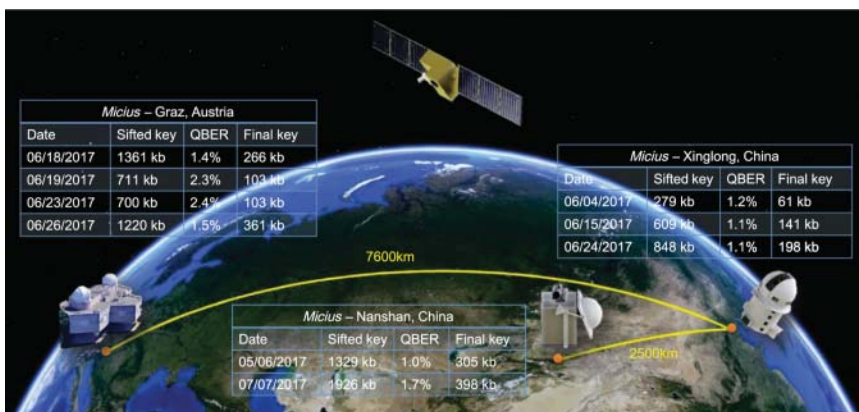 Micius – Graz, Austria
Date Sifted key QBER Final key
06/18/2017 1361 kb 1.4% 266 kb
06/19/2017 711 kb 2.3% 103 kb
06/23/2017 700 kb 2.4% 103 kb
06/26/2017 1220 kb 1.5% 361 kb
Micius – Xinglong, China
Date Sifted key QBER Final key
06/04/2017 279 kb 1.2% 61 kb
06/15/2017 609 kb 1.1% 141 kb
06/24/2017 848 kb 1.1% 198 kb
7600km
Micius – Nanshan, China
Date Sifted key QBER Final key
05/06/2017 1329 kb 1.0% 305 kb
07/07/2017 1926 kb 1.7% 398 kb
2500km